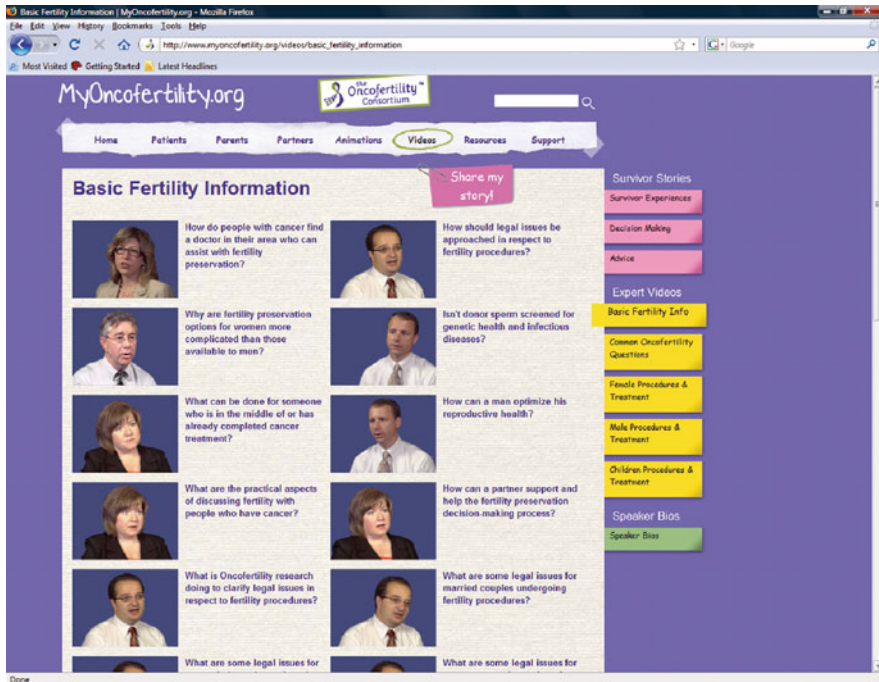 Basic Fertility Information | MyOncofertility.org - Mozilla Firefox
File Edit View History Bookmarks Tools Help
http://www.myoncofertility.org/videos/basic_fertility_information
Google
Most Visited Getting Started Latest Headlines
MyOncofertility.org
the
Oncofertility™
Consortium
Home Patients Parents Partners Animations Videos Resources Support
Share my
story!
Basic Fertility Information
How do people with cancer find
a doctor in their area who can
assist with fertility
preservation?
How should legal issues be
approached in respect to
fertility procedures?
Why are fertility preservation
options for women more
complicated than those
available to men?
Isn't donor sperm screened for
genetic health and infectious
diseases?
What can be done for someone
who is in the middle of or has
already completed cancer
treatment?
How can a man optimize his
reproductive health?
What are the practical aspects
of discussing fertility with
people who have cancer?
How can a partner support and
help the fertility preservation
decision-making process?
What is Oncofertility research
doing to clarify legal issues in
respect to fertility procedures?
What are some legal issues for
married couples undergoing
fertility procedures?
What are some legal issues for
What are some legal issues for
Survivor Stories
Survivor Experiences
Decision Making
Advice
Expert Videos
Basic Fertility Info
Common Oncofertility
Questions
Female Procedures &
Treatment
Male Procedures &
Treatment
Children Procedures &
Treatment
Speaker Bios
Speaker Bios
Done